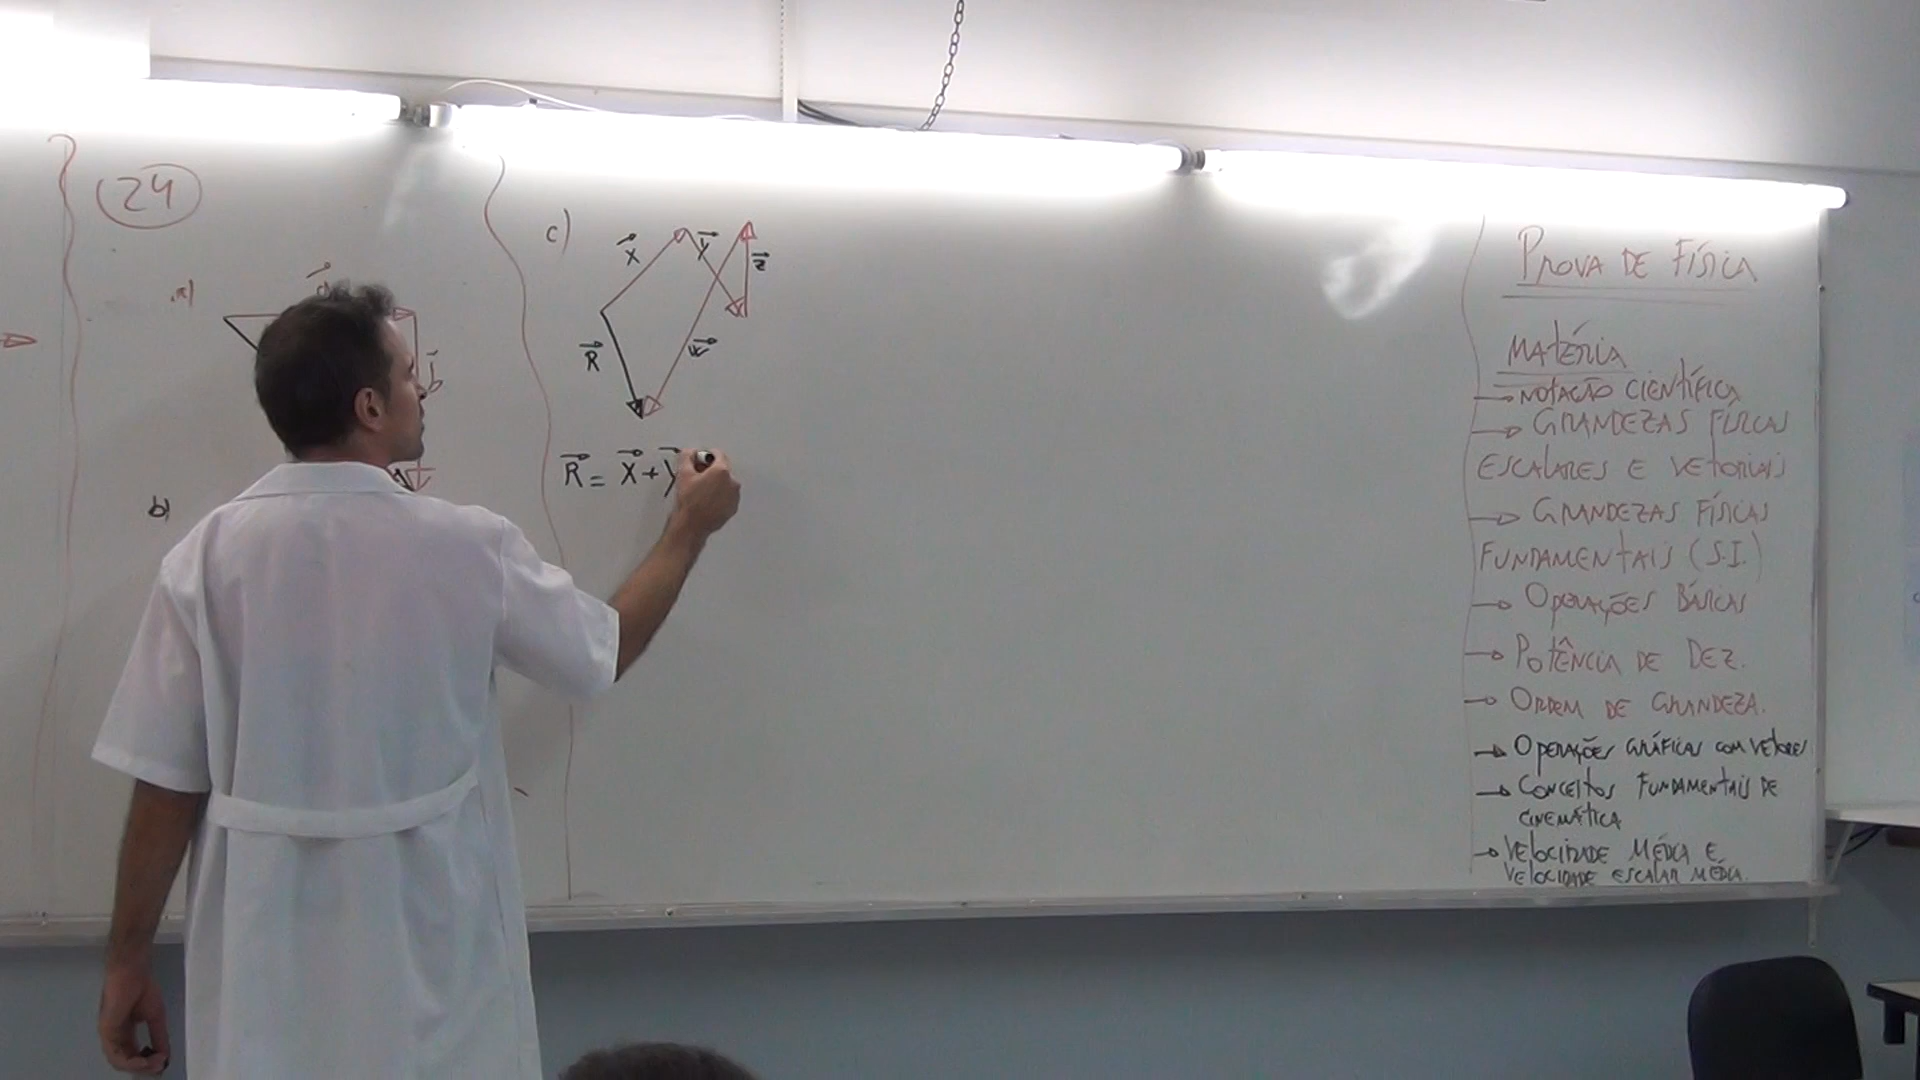 24
a)
a
b
b)
c)
x
y
z
R
w
R = x + y
PROVA DE FÍSICA
MATÉRIA
→ NOTAÇÃO CIENTÍFICA
→ GRANDEZAS FÍSICAS
ESCALARES E VETORIAIS
→ GRANDEZAS FÍSICAS
FUNDAMENTAIS (S.I.)
→ OPERAÇÕES BÁSICAS
→ POTÊNCIA DE DEZ.
→ ORDEM DE GRANDEZA.
→ OPERAÇÕES GRÁFICAS COM VETORES
→ CONCEITOS FUNDAMENTAIS DE
CINEMÁTICA
→ VELOCIDADE MÉDIA E
VELOCIDADE ESCALAR MÉDIA.